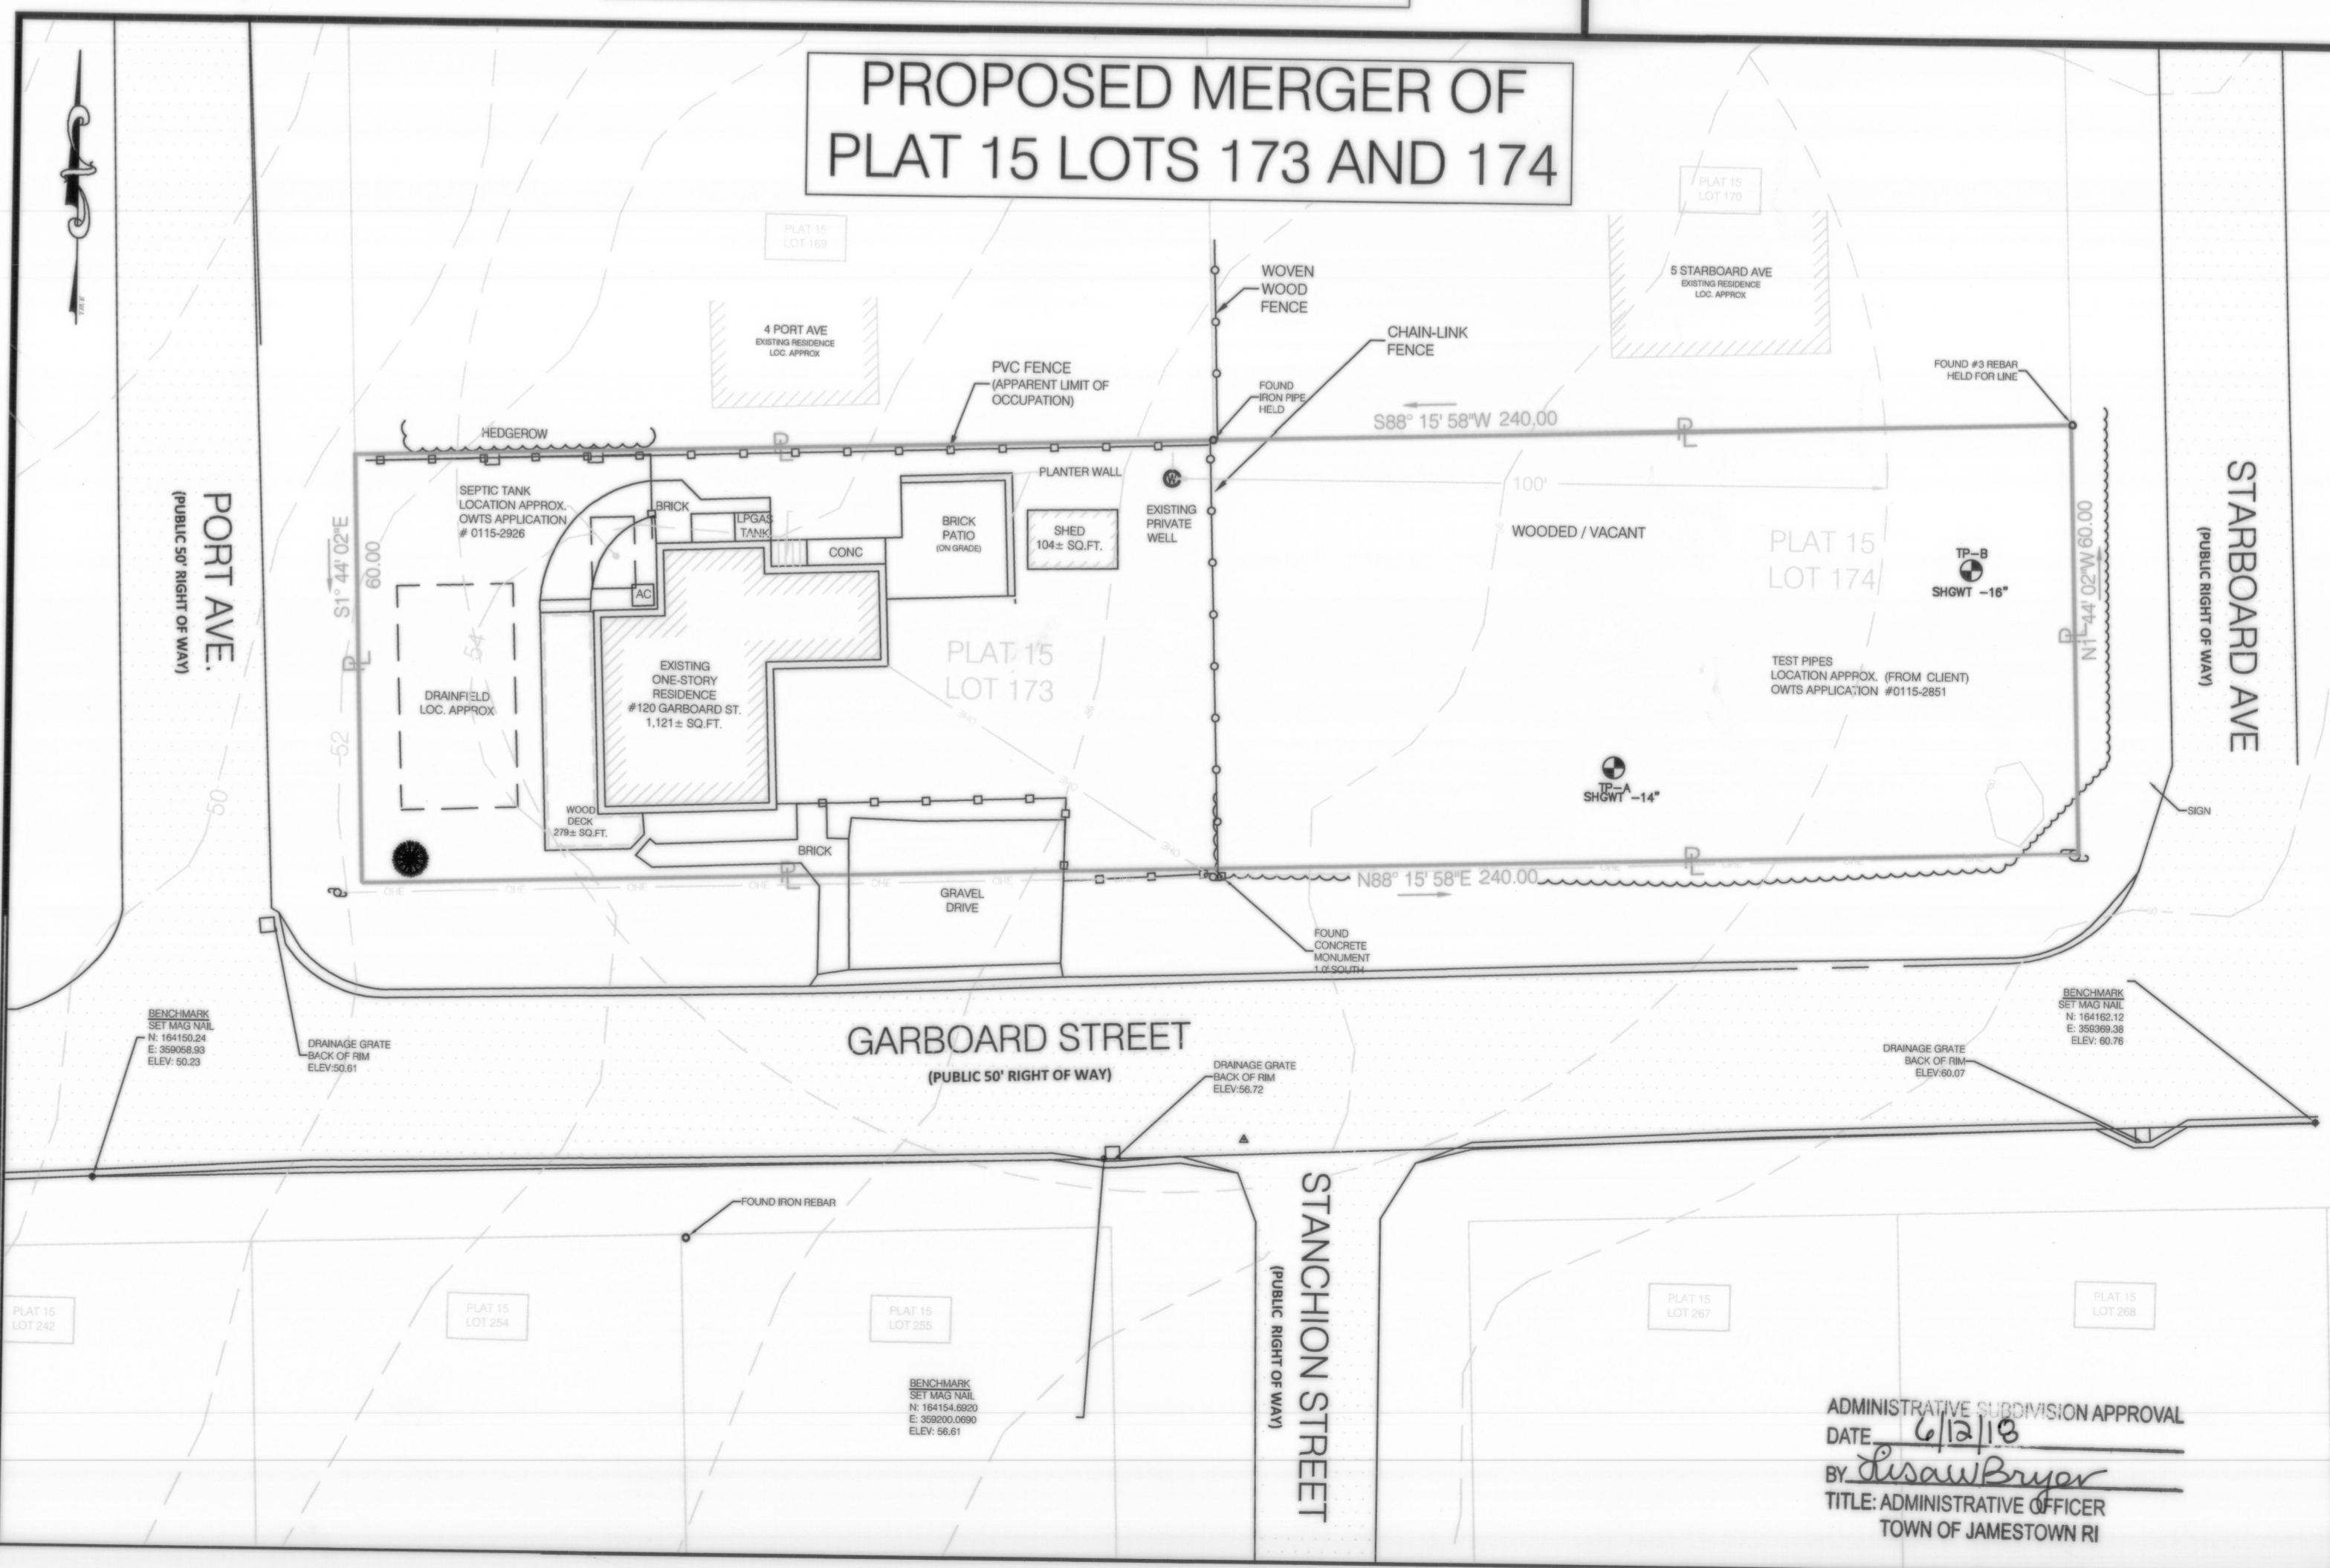 PROPOSED MERGER OF
PLAT 15 LOTS 173 AND 174
PLAT 15
LOT 169
PLAT 15
LOT 170
4 PORT AVE
EXISTING RESIDENCE
LOC. APPROX
5 STARBOARD AVE
EXISTING RESIDENCE
LOC. APPROX
WOVEN
WOOD
FENCE
CHAIN-LINK
FENCE
PVC FENCE
(APPARENT LIMIT OF
OCCUPATION)
FOUND
IRON PIPE
HELD
FOUND #3 REBAR
HELD FOR LINE
HEDGEROW
S88° 15' 58"W 240.00
PORT AVE.
(PUBLIC 50' RIGHT OF WAY)
S1° 44' 02"E
60.00
SEPTIC TANK
LOCATION APPROX.
OWTS APPLICATION
# 0115-2926
BRICK
LPGAS
TANK
CONC
AC
BRICK
PATIO
(ON GRADE)
PLANTER WALL
SHED
104± SQ.FT.
W
EXISTING
PRIVATE
WELL
100'
WOODED / VACANT
PLAT 15
LOT 174
TP-B
SHGWT -16"
N1° 44' 02"W 60.00
STARBOARD AVE
(PUBLIC RIGHT OF WAY)
54
52
50
DRAINFIELD
LOC. APPROX
EXISTING
ONE-STORY
RESIDENCE
#120 GARBOARD ST.
1,121± SQ.FT.
PLAT 15
LOT 173
OHE
OHE
OHE
TEST PIPES
LOCATION APPROX. (FROM CLIENT)
OWTS APPLICATION #0115-2851
TP-A
SHGWT -14"
WOOD
DECK
279± SQ.FT.
BRICK
GRAVEL
DRIVE
SIGN
OHE
OHE
OHE
OHE
OHE
OHE
N88° 15' 58"E 240.00
FOUND
CONCRETE
MONUMENT
1.0' SOUTH
BENCHMARK
SET MAG NAIL
N: 164150.24
E: 359058.93
ELEV: 50.23
DRAINAGE GRATE
BACK OF RIM
ELEV:50.61
GARBOARD STREET
(PUBLIC 50' RIGHT OF WAY)
DRAINAGE GRATE
BACK OF RIM
ELEV:56.72
DRAINAGE GRATE
BACK OF RIM
ELEV:60.07
BENCHMARK
SET MAG NAIL
N: 164162.12
E: 359369.38
ELEV: 60.76
FOUND IRON REBAR
STANCHION STREET
(PUBLIC RIGHT OF WAY)
PLAT 15
LOT 242
PLAT 15
LOT 254
PLAT 15
LOT 255
PLAT 15
LOT 267
PLAT 15
LOT 268
BENCHMARK
SET MAG NAIL
N: 164154.6920
E: 359200.0690
ELEV: 56.61
ADMINISTRATIVE SUBDIVISION APPROVAL
DATE 6/12/18
BY Lisa W Bryer
TITLE: ADMINISTRATIVE OFFICER
TOWN OF JAMESTOWN RI